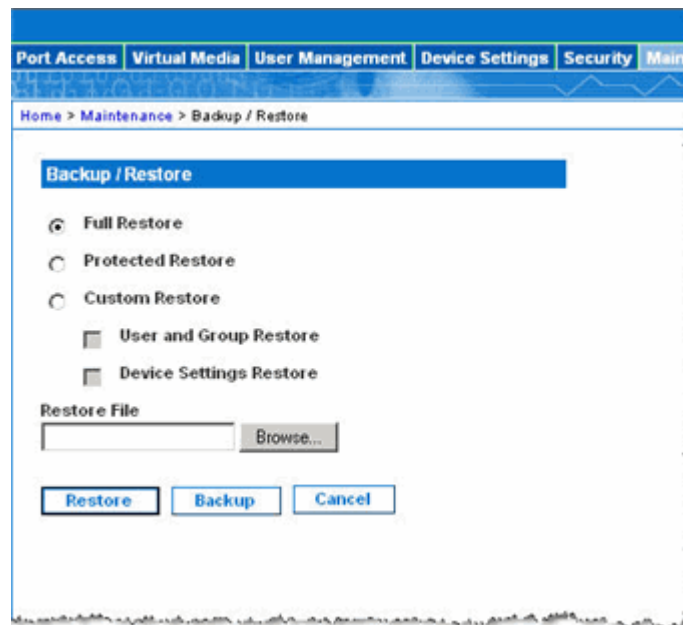 Port Access Virtual Media User Management Device Settings Security Main
Home > Maintenance > Backup / Restore
Backup / Restore
Full Restore
Protected Restore
Custom Restore
User and Group Restore
Device Settings Restore
Restore File
Browse...
Restore Backup Cancel